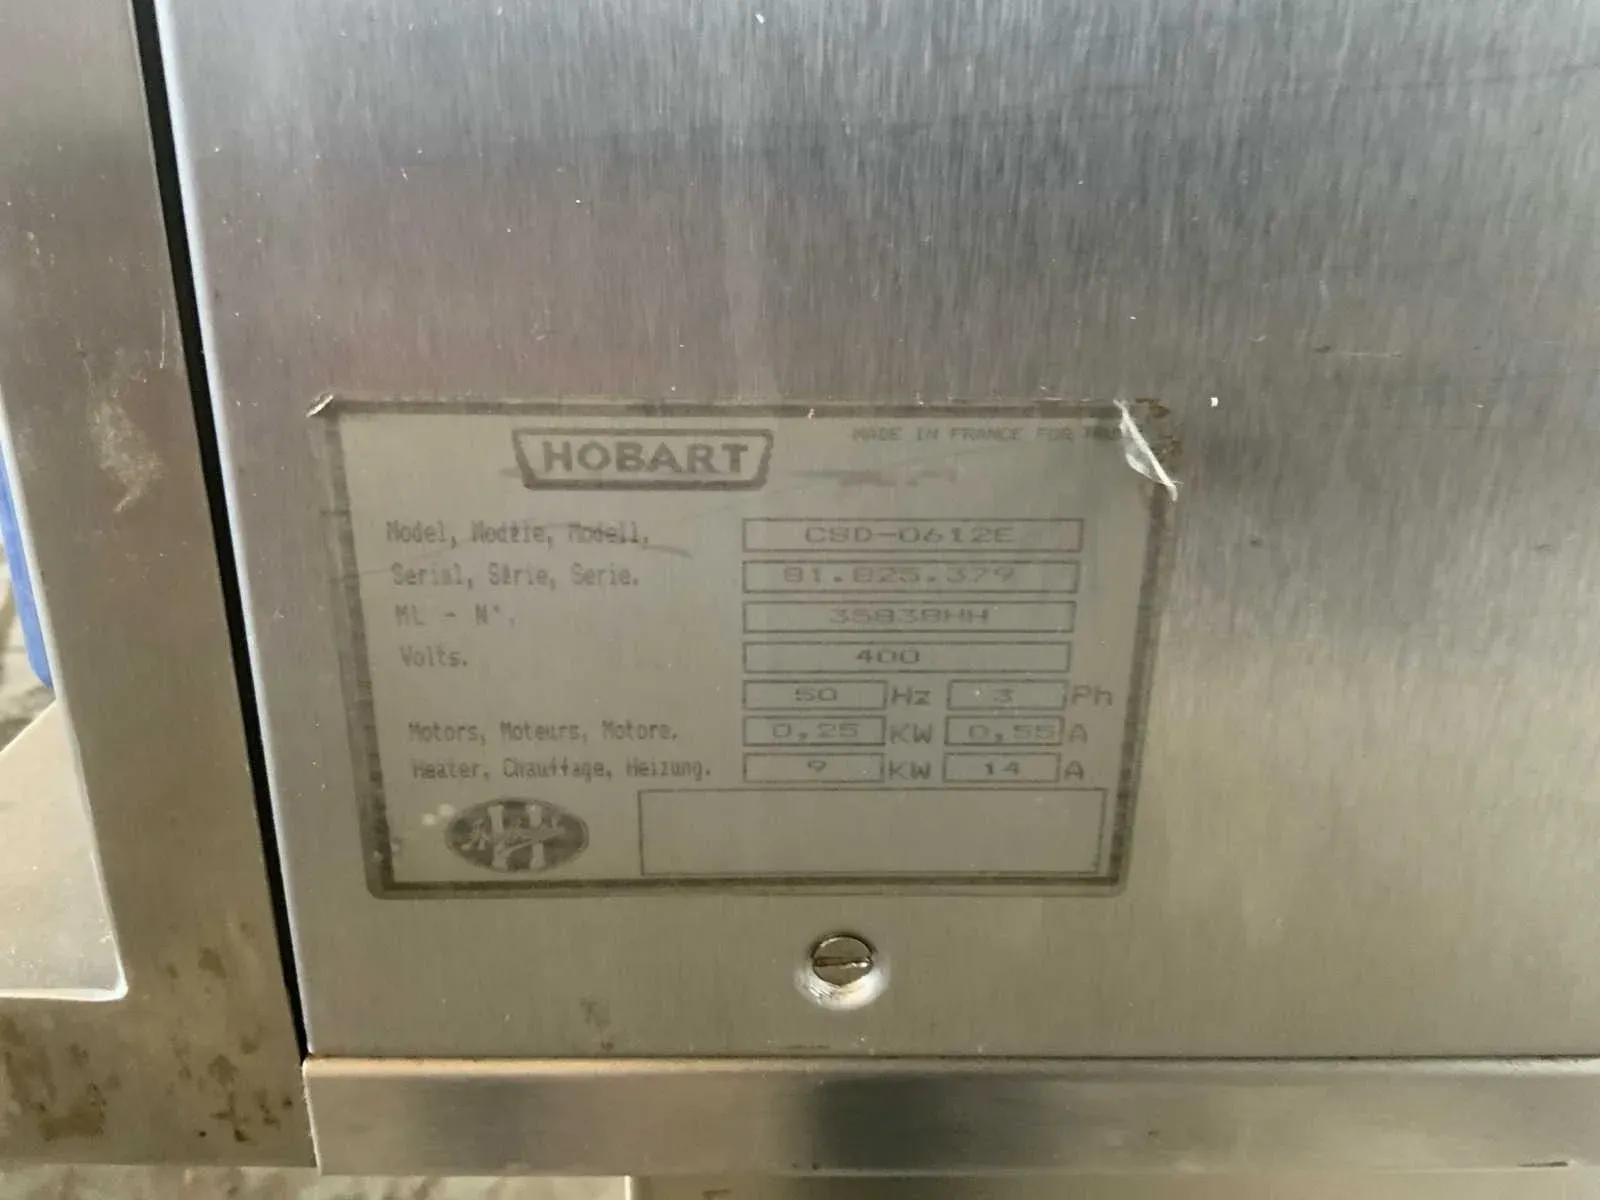 HOBART
MADE IN FRANCE FOR
Model, Modèle, Modell. CSD-0612E
Serial, Série, Serie. 81.825.379
ML - N°. 35838HH
Volts. 400
50 Hz 3 Ph
Motors, Moteurs, Motore. 0,25 KW 0,55 A
Heater, Chauffage, Heizung. 9 KW 14 A
H